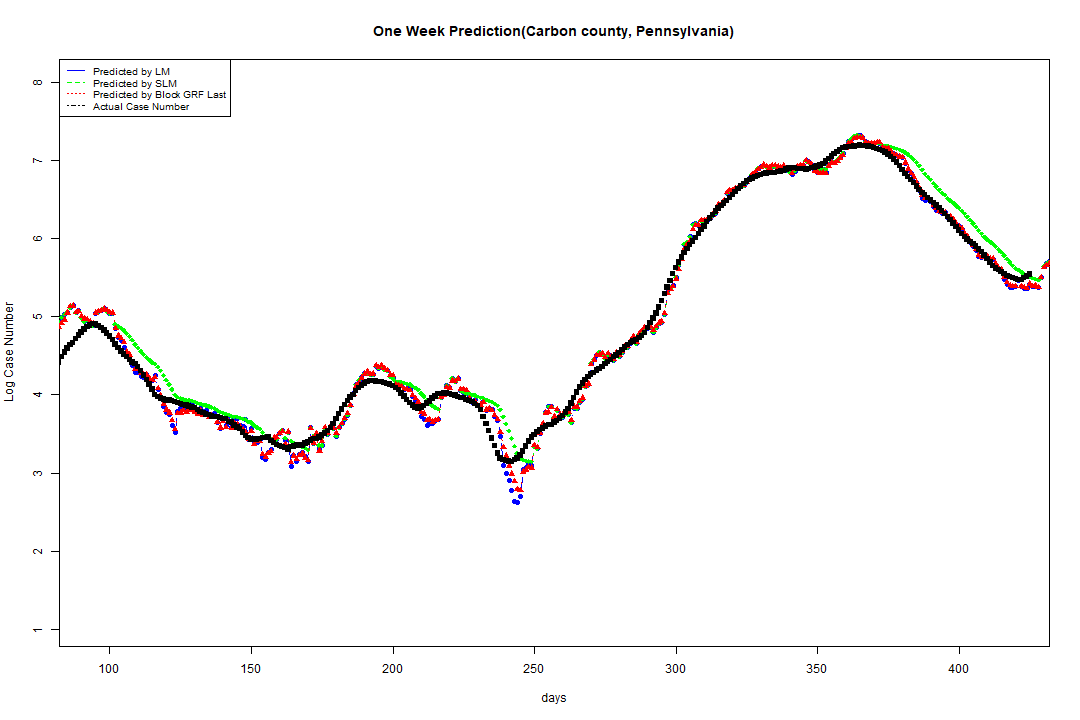 One Week Prediction(Carbon county, Pennsylvania)
Predicted by LM
Predicted by SLM
Predicted by Block GRF Last
Actual Case Number
Log Case Number
8
7
6
5
4
3
2
1
100 150 200 250 300 350 400
days